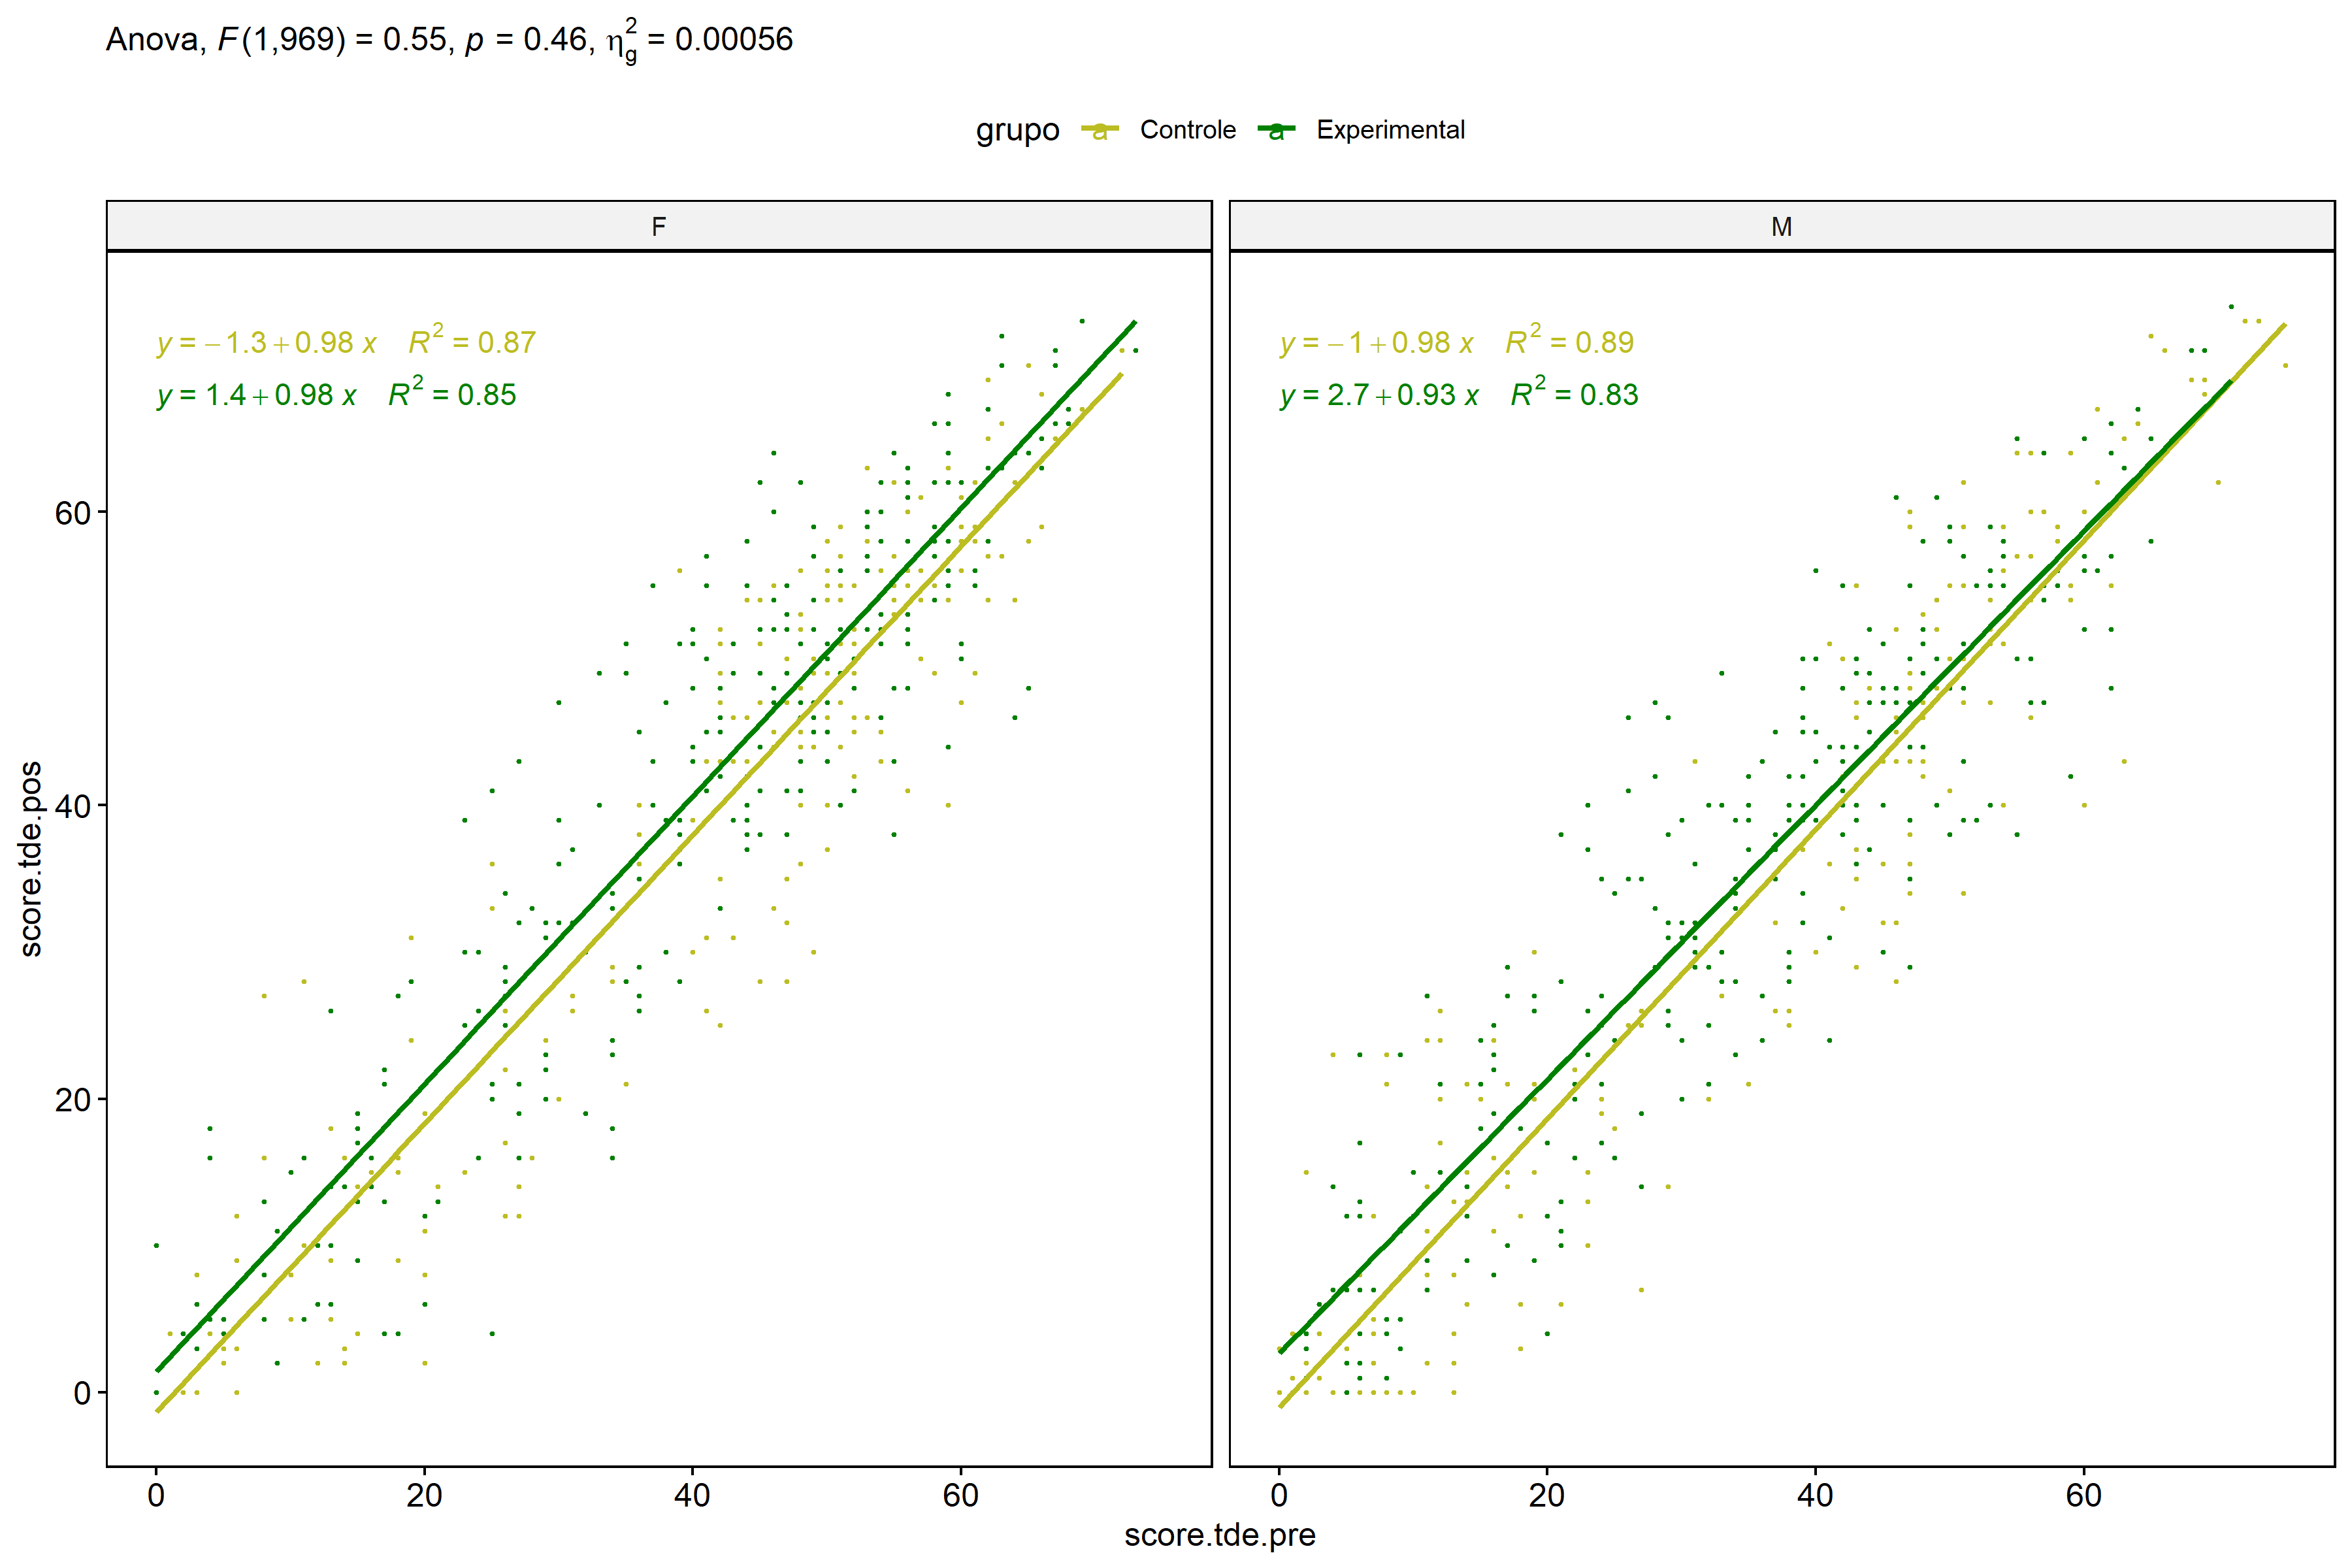 Anova, F(1,969) = 0.55, p = 0.46, η²g = 0.00056
grupo a Controle a Experimental
F
M
y = −1.3 + 0.98 x R² = 0.87
y = 1.4 + 0.98 x R² = 0.85
y = −1 + 0.98 x R² = 0.89
y = 2.7 + 0.93 x R² = 0.83
score.tde.pos
60
40
20
0
0 20 40 60
0 20 40 60
score.tde.pre